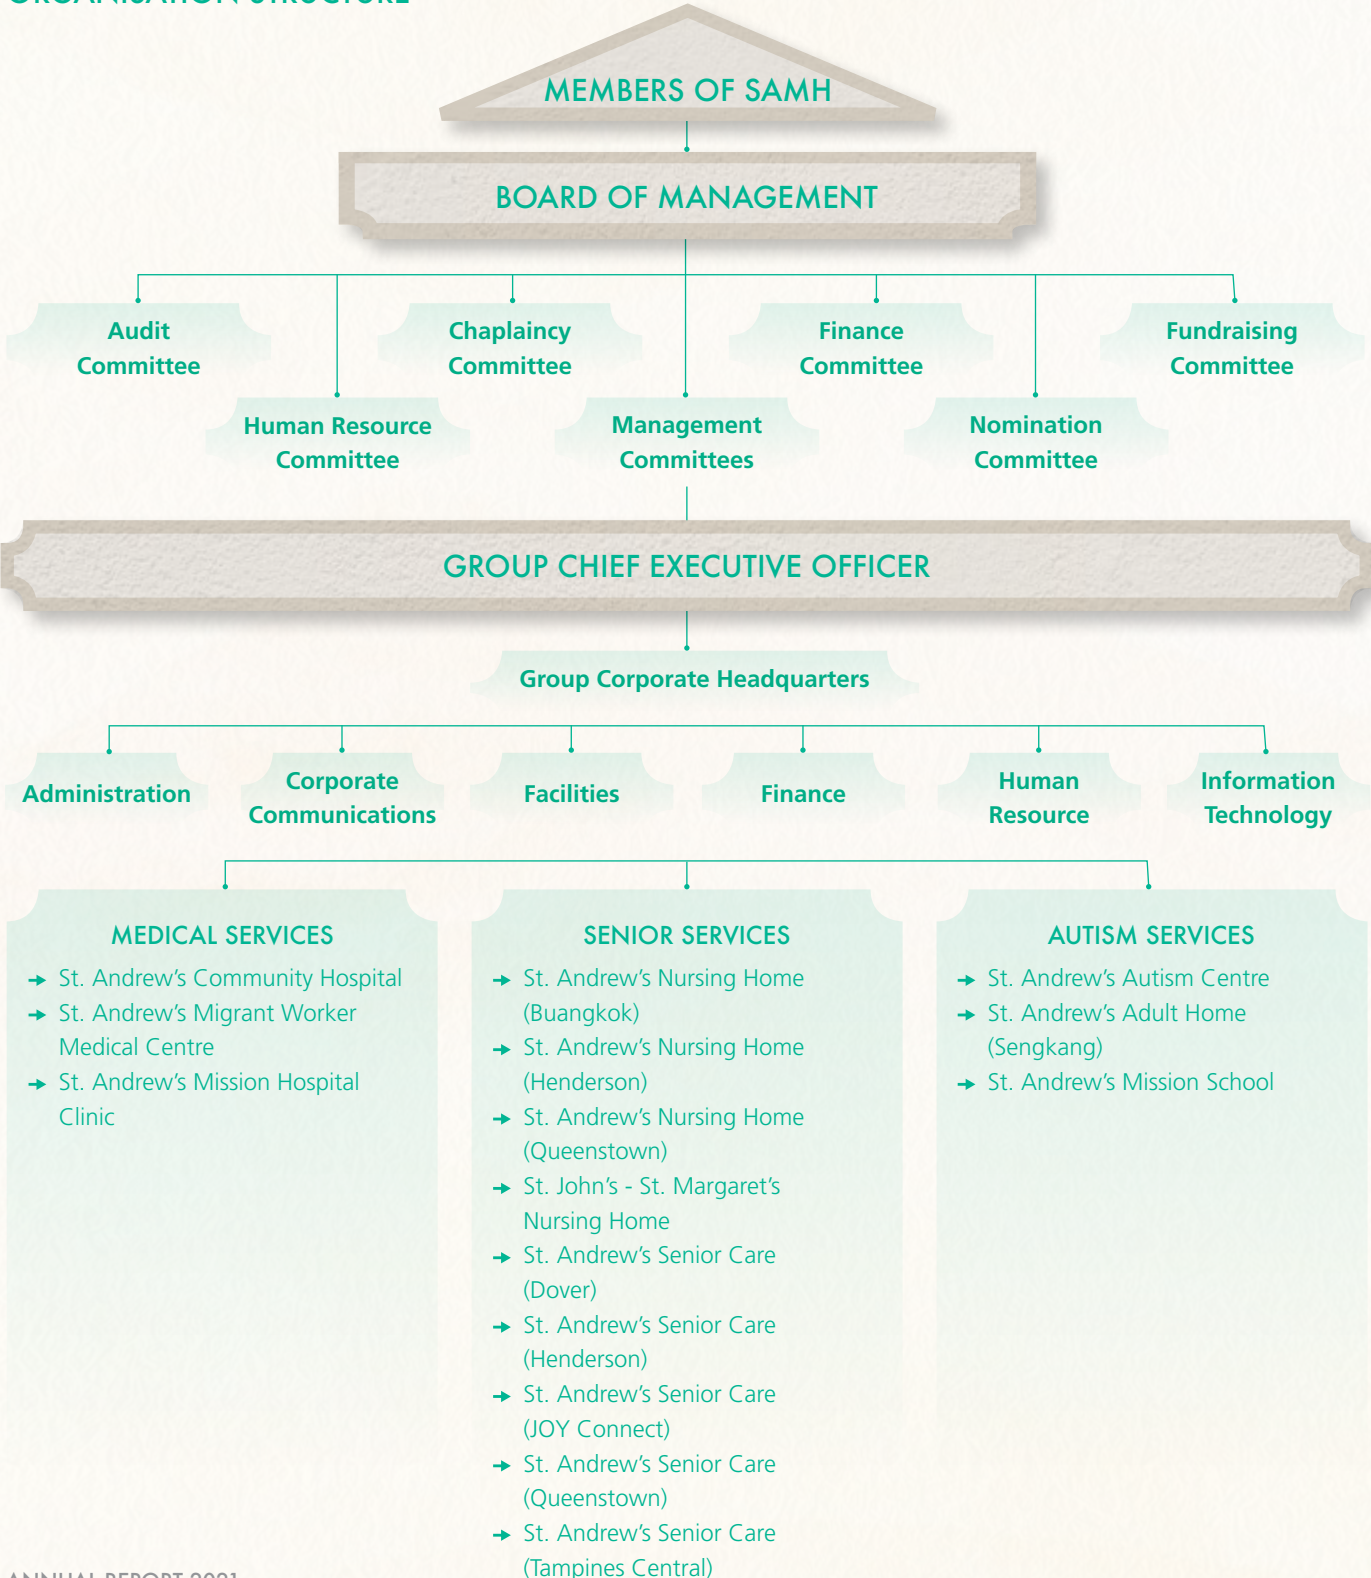 ORGANISATION STRUCTURE
MEMBERS OF SAMH
BOARD OF MANAGEMENT
Audit
Committee
Chaplaincy
Committee
Finance
Committee
Fundraising
Committee
Human Resource
Committee
Management
Committees
Nomination
Committee
GROUP CHIEF EXECUTIVE OFFICER
Group Corporate Headquarters
Administration
Corporate
Communications
Facilities
Finance
Human
Resource
Information
Technology
MEDICAL SERVICES
→ St. Andrew's Community Hospital
→ St. Andrew's Migrant Worker
Medical Centre
→ St. Andrew's Mission Hospital
Clinic
SENIOR SERVICES
→ St. Andrew's Nursing Home
(Buangkok)
→ St. Andrew's Nursing Home
(Henderson)
→ St. Andrew's Nursing Home
(Queenstown)
→ St. John's - St. Margaret's
Nursing Home
→ St. Andrew's Senior Care
(Dover)
→ St. Andrew's Senior Care
(Henderson)
→ St. Andrew's Senior Care
(JOY Connect)
→ St. Andrew's Senior Care
(Queenstown)
→ St. Andrew's Senior Care
(Tampines Central)
AUTISM SERVICES
→ St. Andrew's Autism Centre
→ St. Andrew's Adult Home
(Sengkang)
→ St. Andrew's Mission School
ANNUAL REPORT 2021